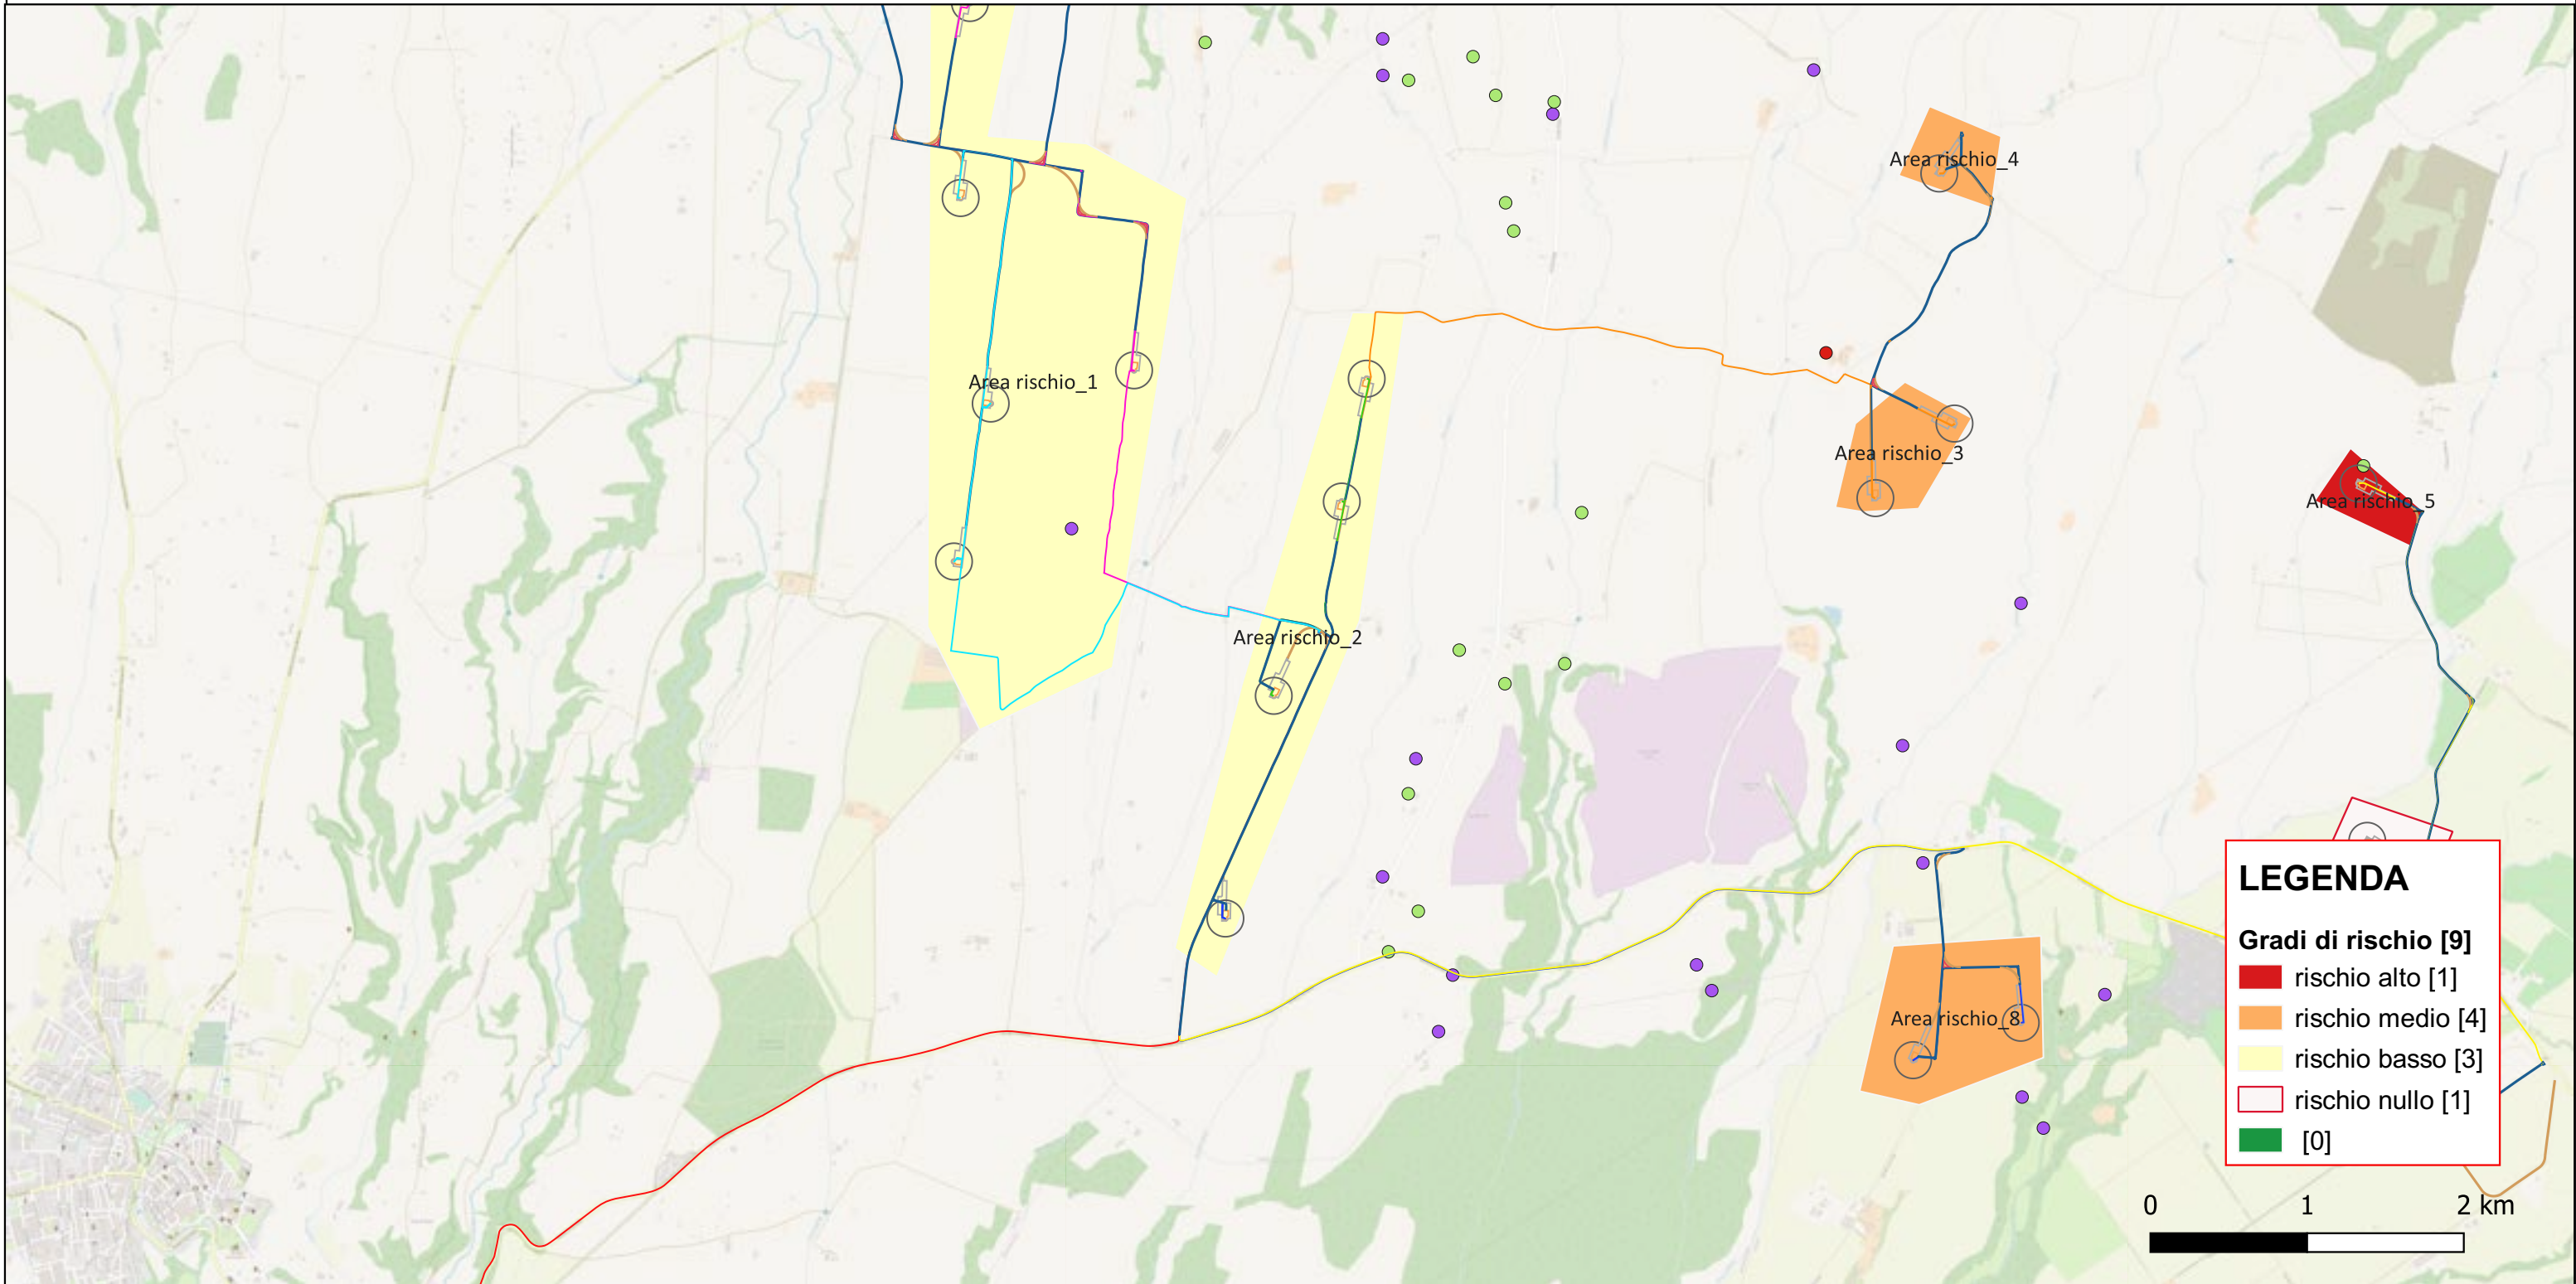 Area rischio_4
Area rischio_1
Area rischio_3
Area rischio_5
Area rischio_2
Area rischio_8
LEGENDA
Gradi di rischio [9]
rischio alto [1]
rischio medio [4]
rischio basso [3]
rischio nullo [1]
[0]
0 1 2 km